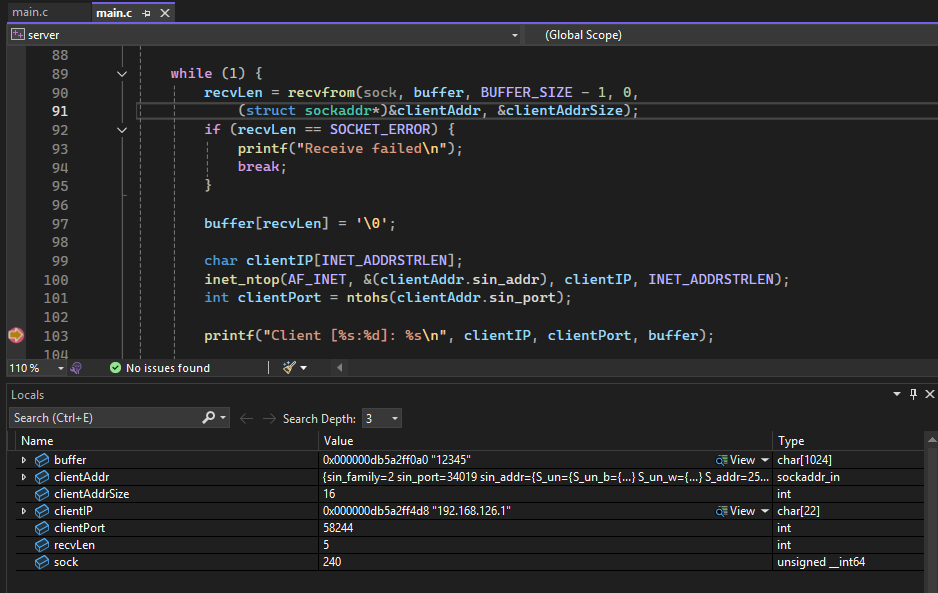 main.c
main.c
server (Global Scope)
88
89 while (1) {
90 recvLen = recvfrom(sock, buffer, BUFFER_SIZE - 1, 0,
91 (struct sockaddr*)&clientAddr, &clientAddrSize);
92 if (recvLen == SOCKET_ERROR) {
93 printf("Receive failed\n");
94 break;
95 }
96
97 buffer[recvLen] = '\0';
98
99 char clientIP[INET_ADDRSTRLEN];
100 inet_ntop(AF_INET, &(clientAddr.sin_addr), clientIP, INET_ADDRSTRLEN);
101 int clientPort = ntohs(clientAddr.sin_port);
102
103 printf("Client [%s:%d]: %s\n", clientIP, clientPort, buffer);
104
110 % No issues found
Locals
Search (Ctrl+E) Search Depth: 3
Name Value Type
buffer 0x000000db5a2ff0a0 "12345" View char[1024]
clientAddr {sin_family=2 sin_port=34019 sin_addr={S_un={S_un_b={...} S_un_w={...} S_addr=25... sockaddr_in
clientAddrSize 16 int
clientIP 0x000000db5a2ff4d8 "192.168.126.1" View char[22]
clientPort 58244 int
recvLen 5 int
sock 240 unsigned __int64